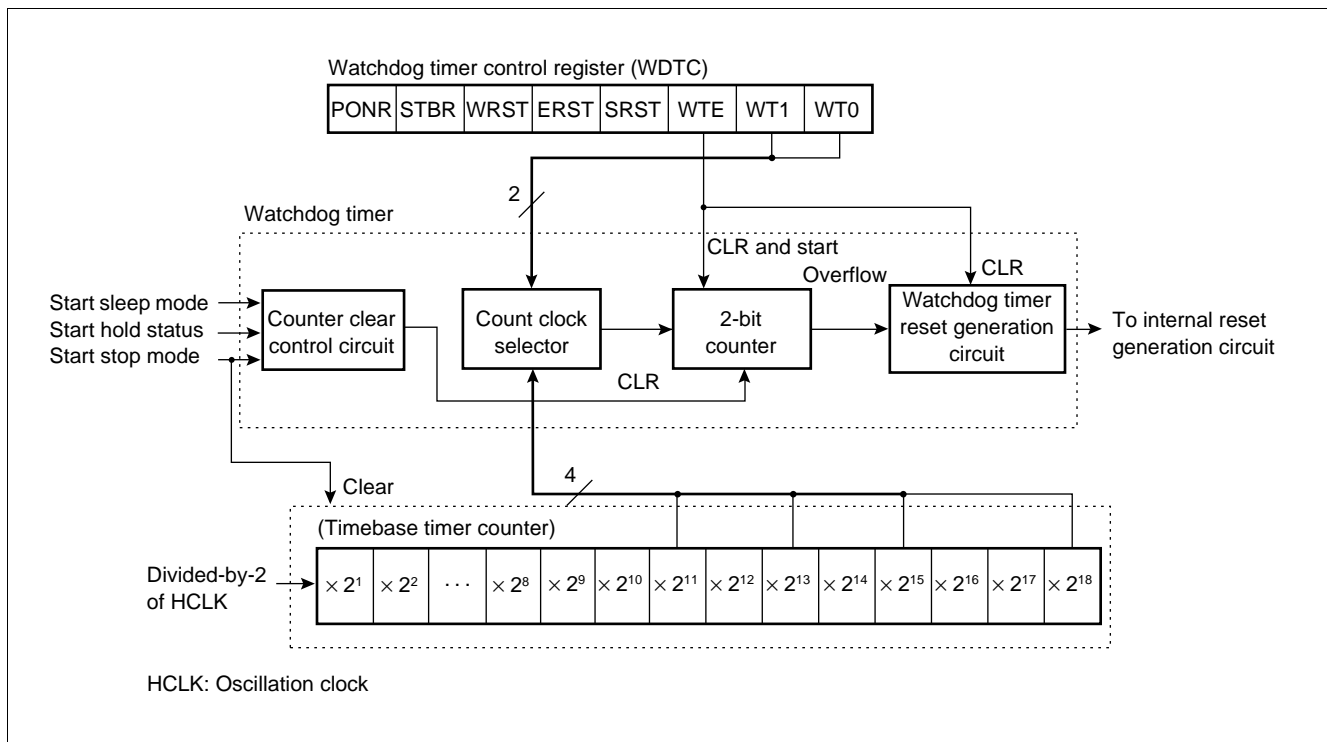 Watchdog timer control register (WDTC)
PONR STBR WRST ERST SRST WTE WT1 WT0
2
Watchdog timer
CLR and start
Overflow
CLR
Start sleep mode
Start hold status
Start stop mode
Counter clear
control circuit
Count clock
selector
2-bit
counter
Watchdog timer
reset generation
circuit
To internal reset
generation circuit
CLR
4
Clear
(Timebase timer counter)
Divided-by-2
of HCLK
× 2¹ × 2² ··· × 2⁸ × 2⁹ × 2¹⁰ × 2¹¹ × 2¹² × 2¹³ × 2¹⁴ × 2¹⁵ × 2¹⁶ × 2¹⁷ × 2¹⁸
HCLK: Oscillation clock